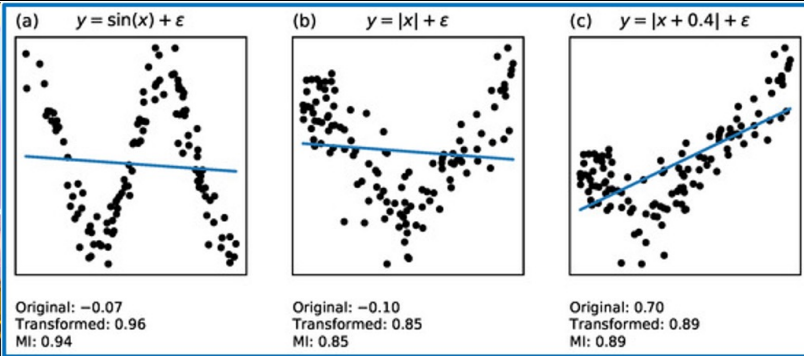 (a) y = sin(x) + ε
(b) y = |x| + ε
(c) y = |x + 0.4| + ε
Original: −0.07
Transformed: 0.96
MI: 0.94
Original: −0.10
Transformed: 0.85
MI: 0.85
Original: 0.70
Transformed: 0.89
MI: 0.89